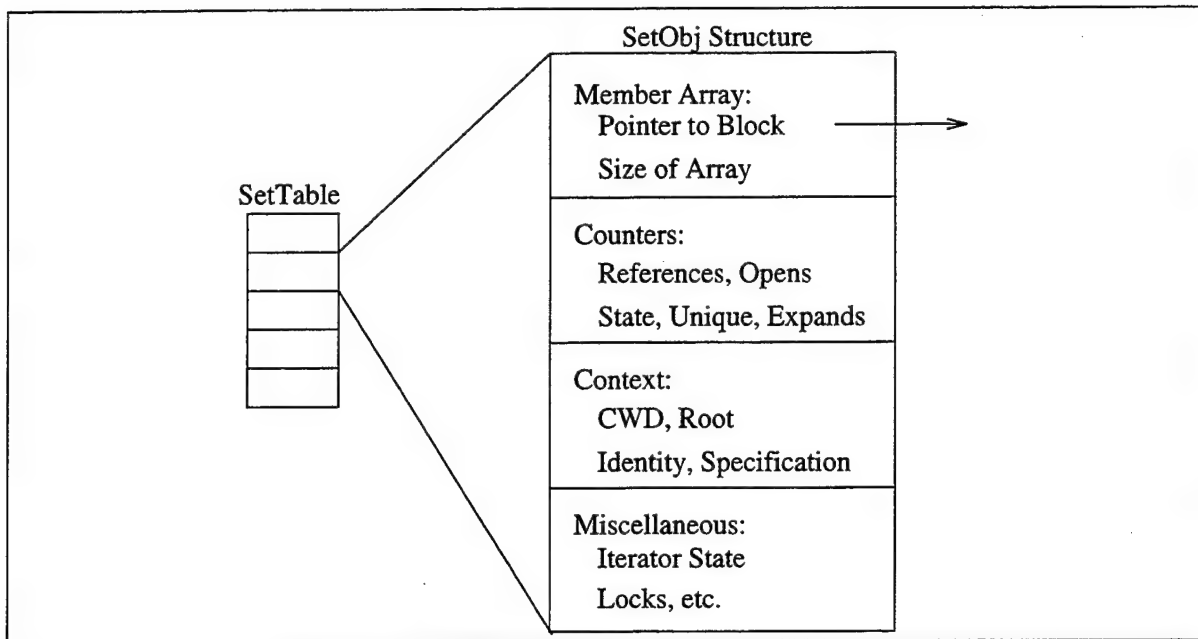 SetObj Structure
Member Array:
Pointer to Block
Size of Array
SetTable
Counters:
References, Opens
State, Unique, Expands
Context:
CWD, Root
Identity, Specification
Miscellaneous:
Iterator State
Locks, etc.